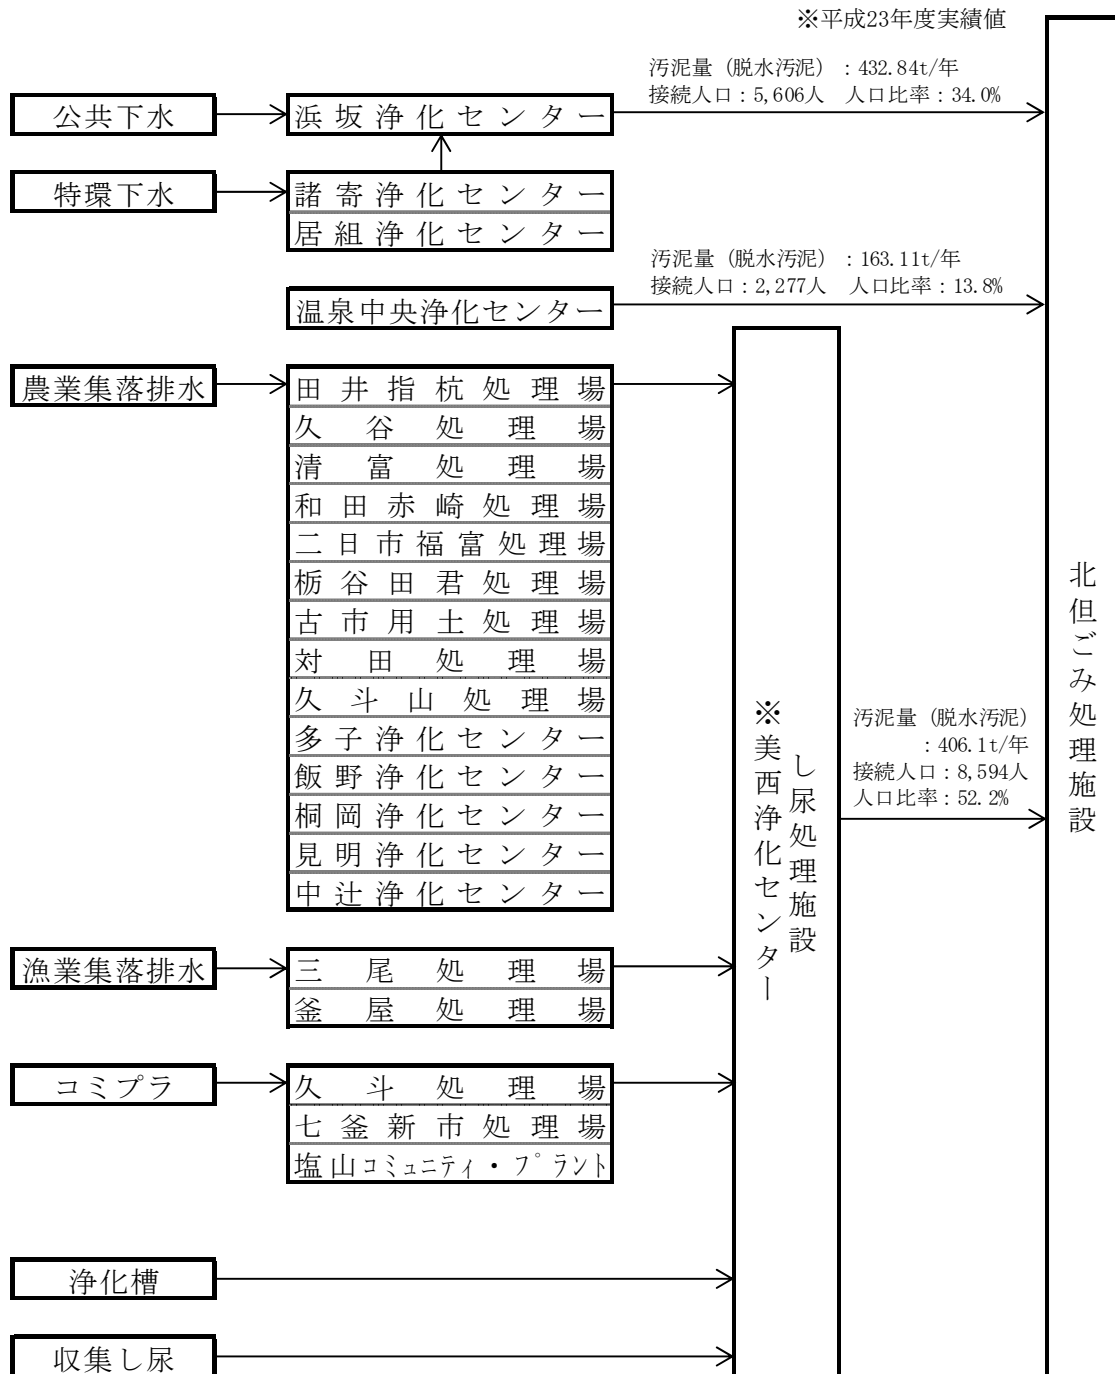 ※平成23年度実績値
汚泥量（脱水汚泥）：432.84t/年
接続人口：5,606人　人口比率：34.0%
公共下水
浜坂浄化センター
特環下水
諸寄浄化センター
居組浄化センター
汚泥量（脱水汚泥）：163.11t/年
接続人口：2,277人　人口比率：13.8%
温泉中央浄化センター
農業集落排水
田井指杭処理場
久谷処理場
清富処理場
和田赤崎処理場
二日市福富処理場
栃谷田君処理場
古市用土処理場
対田処理場
久斗山処理場
多子浄化センター
飯野浄化センター
桐岡浄化センター
見明浄化センター
中辻浄化センター
漁業集落排水
三尾処理場
釜屋処理場
コミプラ
久斗処理場
七釜新市処理場
塩山コミュニティ・プラント
浄化槽
収集し尿
し尿処理施設
※美西浄化センター
汚泥量（脱水汚泥）
：406.1t/年
接続人口：8,594人
人口比率：52.2%
北但ごみ処理施設